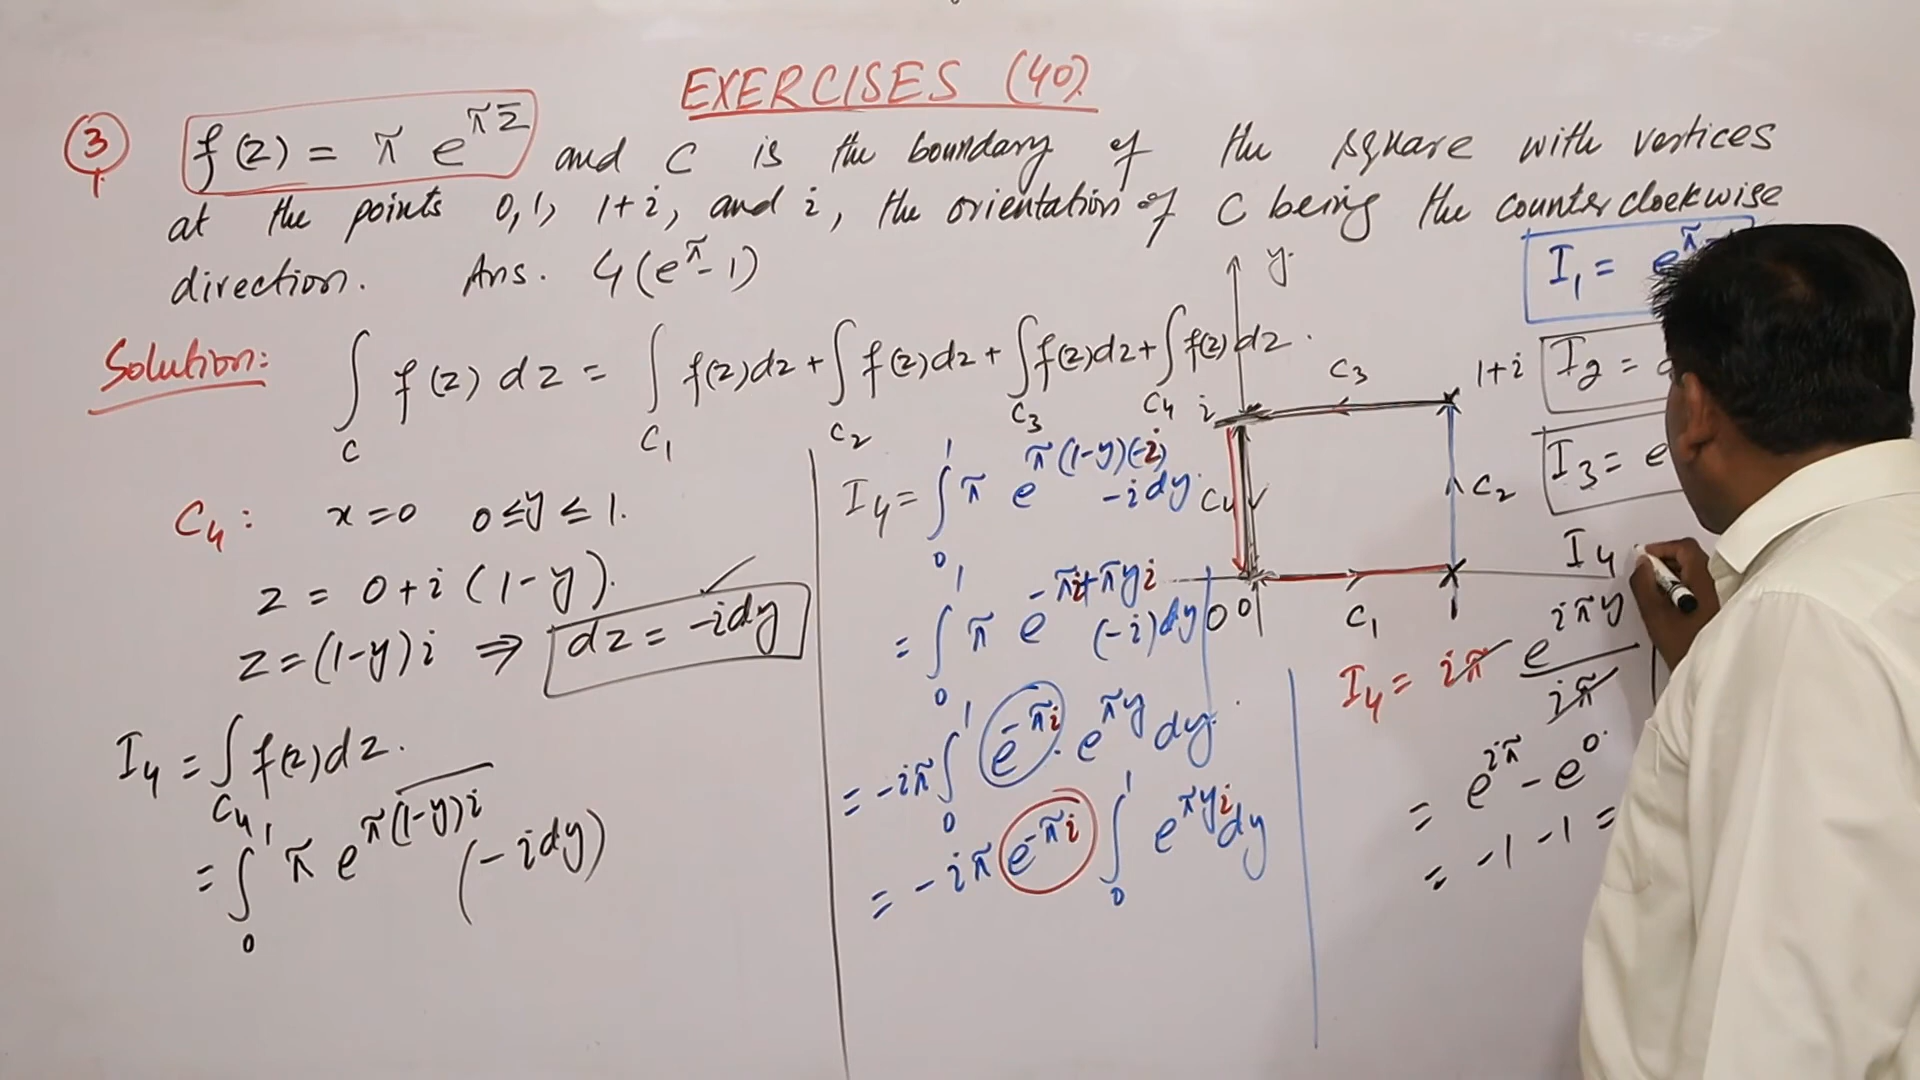 EXERCISES (40)
③ f(z) = π e^{π z̄} and C is the boundary of the square with vertices
at the points 0, 1, 1+i, and i, the orientation of C being the counter clockwise
direction. Ans. 4(e^π - 1)
Solution: ∫_C f(z) dz = ∫_{C₁} f(z)dz + ∫_{C₂} f(z)dz + ∫_{C₃} f(z)dz + ∫_{C₄} f(z)dz.
C₄ : x=0 0≤y≤1.
z = 0+i(1-y).
z=(1-y)i ⇒ dz = -idy
I₄ = ∫_{C₄} f(z)dz.
= ∫_0^1 π e^{π \overline{(1-y)i}} (-idy)
I₄ = ∫_0^1 π e^{π(1-y)(-i)} -idy
= ∫_0^1 π e^{-πi+πyi} (-i)dy
= -iπ ∫_0^1 e^{-πi} · e^{πy} dy.
= -iπ e^{-πi} ∫_0^1 e^{πyi} dy
y.
i
C₃
1+i
C₄
C₂
0 0
C₁
1
I₁ = e^π
I₂ =
I₃ = e
I₄
I₄ = iπ e^{iπy} / iπ
= e^{iπ} - e^0.
= -1 -1 =